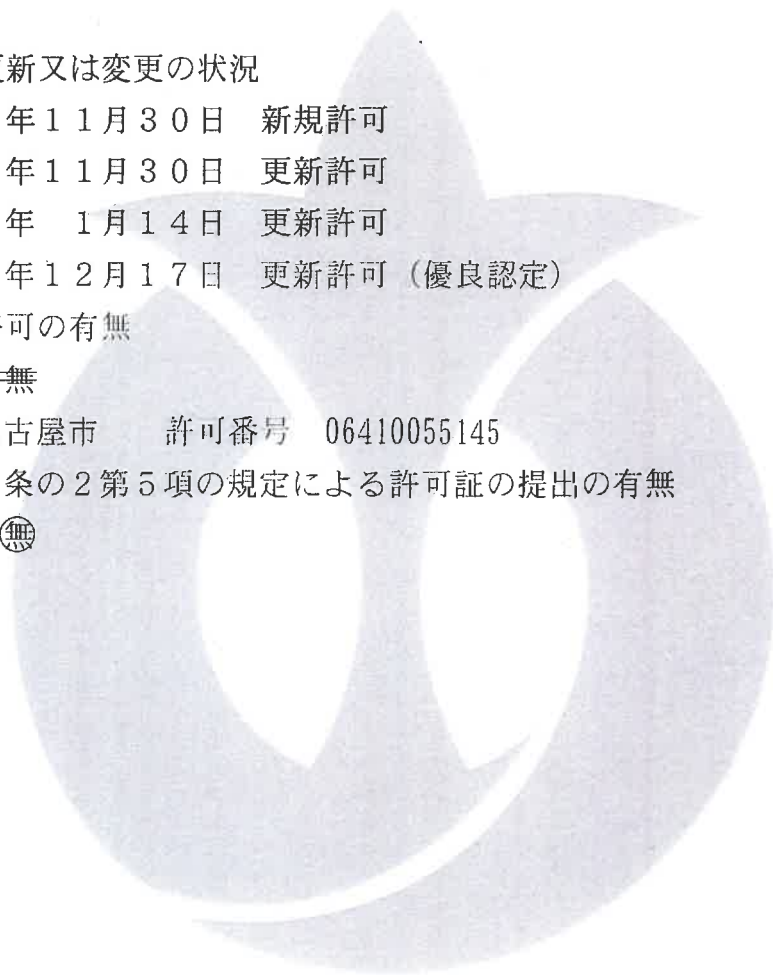 更新又は変更の状況
年11月30日 新規許可
年11月30日 更新許可
年 1月14日 更新許可
年12月17日 更新許可（優良認定）
許可の有無
無
古屋市 許可番号 06410055145
条の2第5項の規定による許可証の提出の有無
無